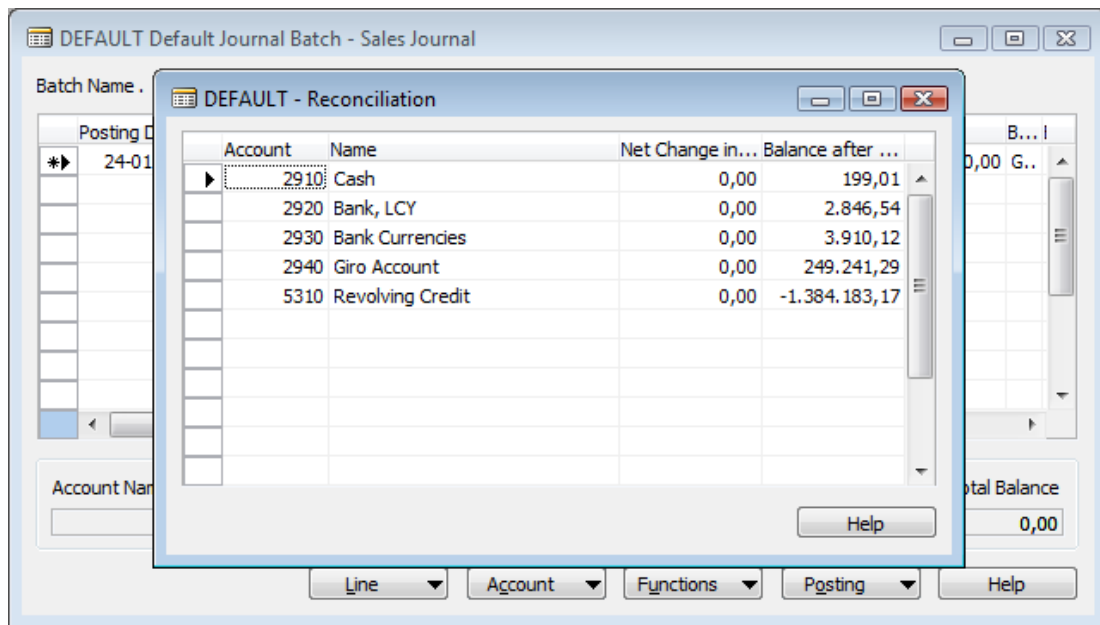 DEFAULT Default Journal Batch - Sales Journal
Batch Name .
DEFAULT - Reconciliation
Posting D
B... I
24-01
0,00 G..
Account Name Net Change in... Balance after ...
2910 Cash 0,00 199,01
2920 Bank, LCY 0,00 2.846,54
2930 Bank Currencies 0,00 3.910,12
2940 Giro Account 0,00 249.241,29
5310 Revolving Credit 0,00 -1.384.183,17
Account Nar
otal Balance
Help
0,00
Line Account Functions Posting Help